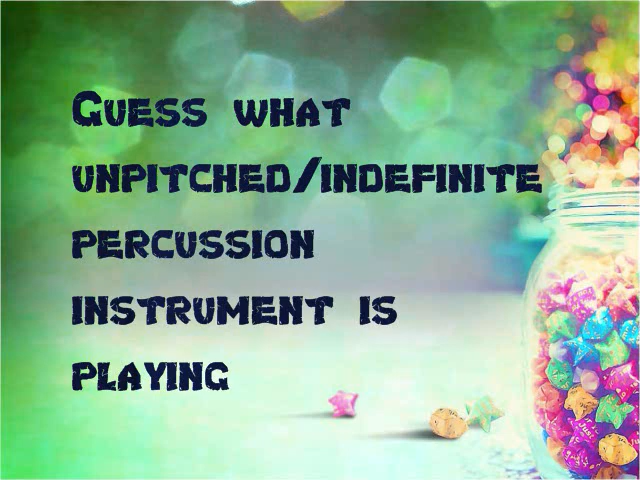 Guess what
unpitched/indefinite
percussion
instrument is
playing